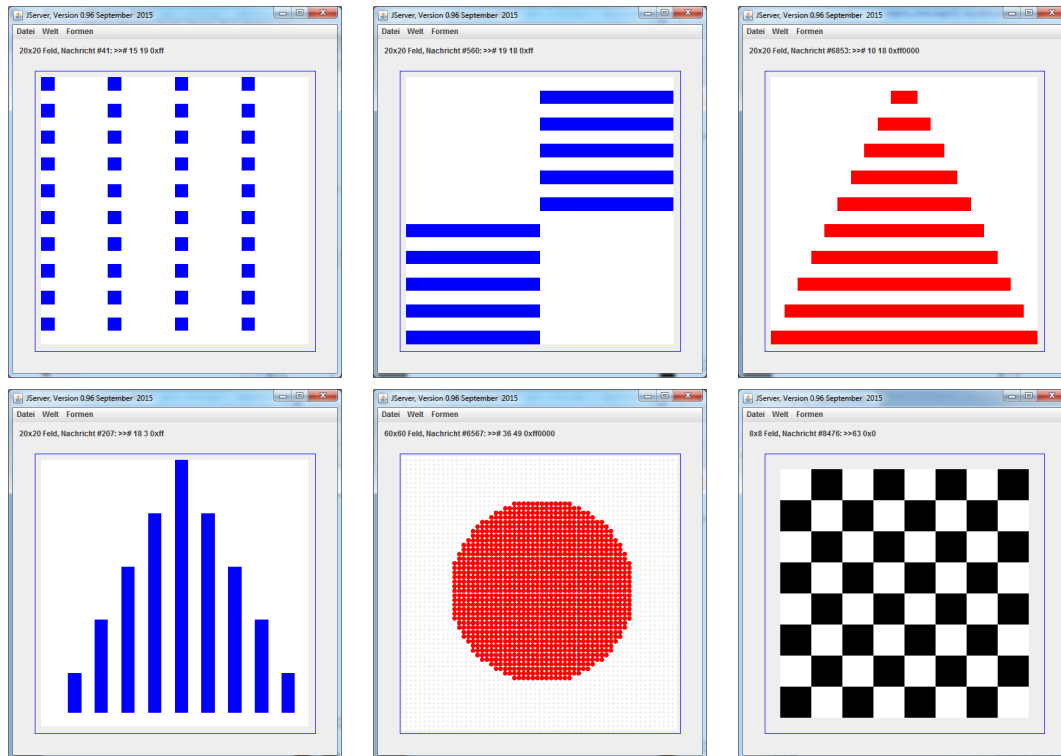 JServer, Version 0.96 September 2015
Datei Welt Formen
20x20 Feld, Nachricht #41: >># 15 19 0xff
JServer, Version 0.96 September 2015
Datei Welt Formen
20x20 Feld, Nachricht #560: >># 19 18 0xff
JServer, Version 0.96 September 2015
Datei Welt Formen
20x20 Feld, Nachricht #6853: >># 10 18 0xff0000
JServer, Version 0.96 September 2015
Datei Welt Formen
20x20 Feld, Nachricht #207: >># 18 3 0xff
JServer, Version 0.96 September 2015
Datei Welt Formen
60x60 Feld, Nachricht #6567: >># 36 49 0xff0000
JServer, Version 0.96 September 2015
Datei Welt Formen
8x8 Feld, Nachricht #8476: >>63 0x0